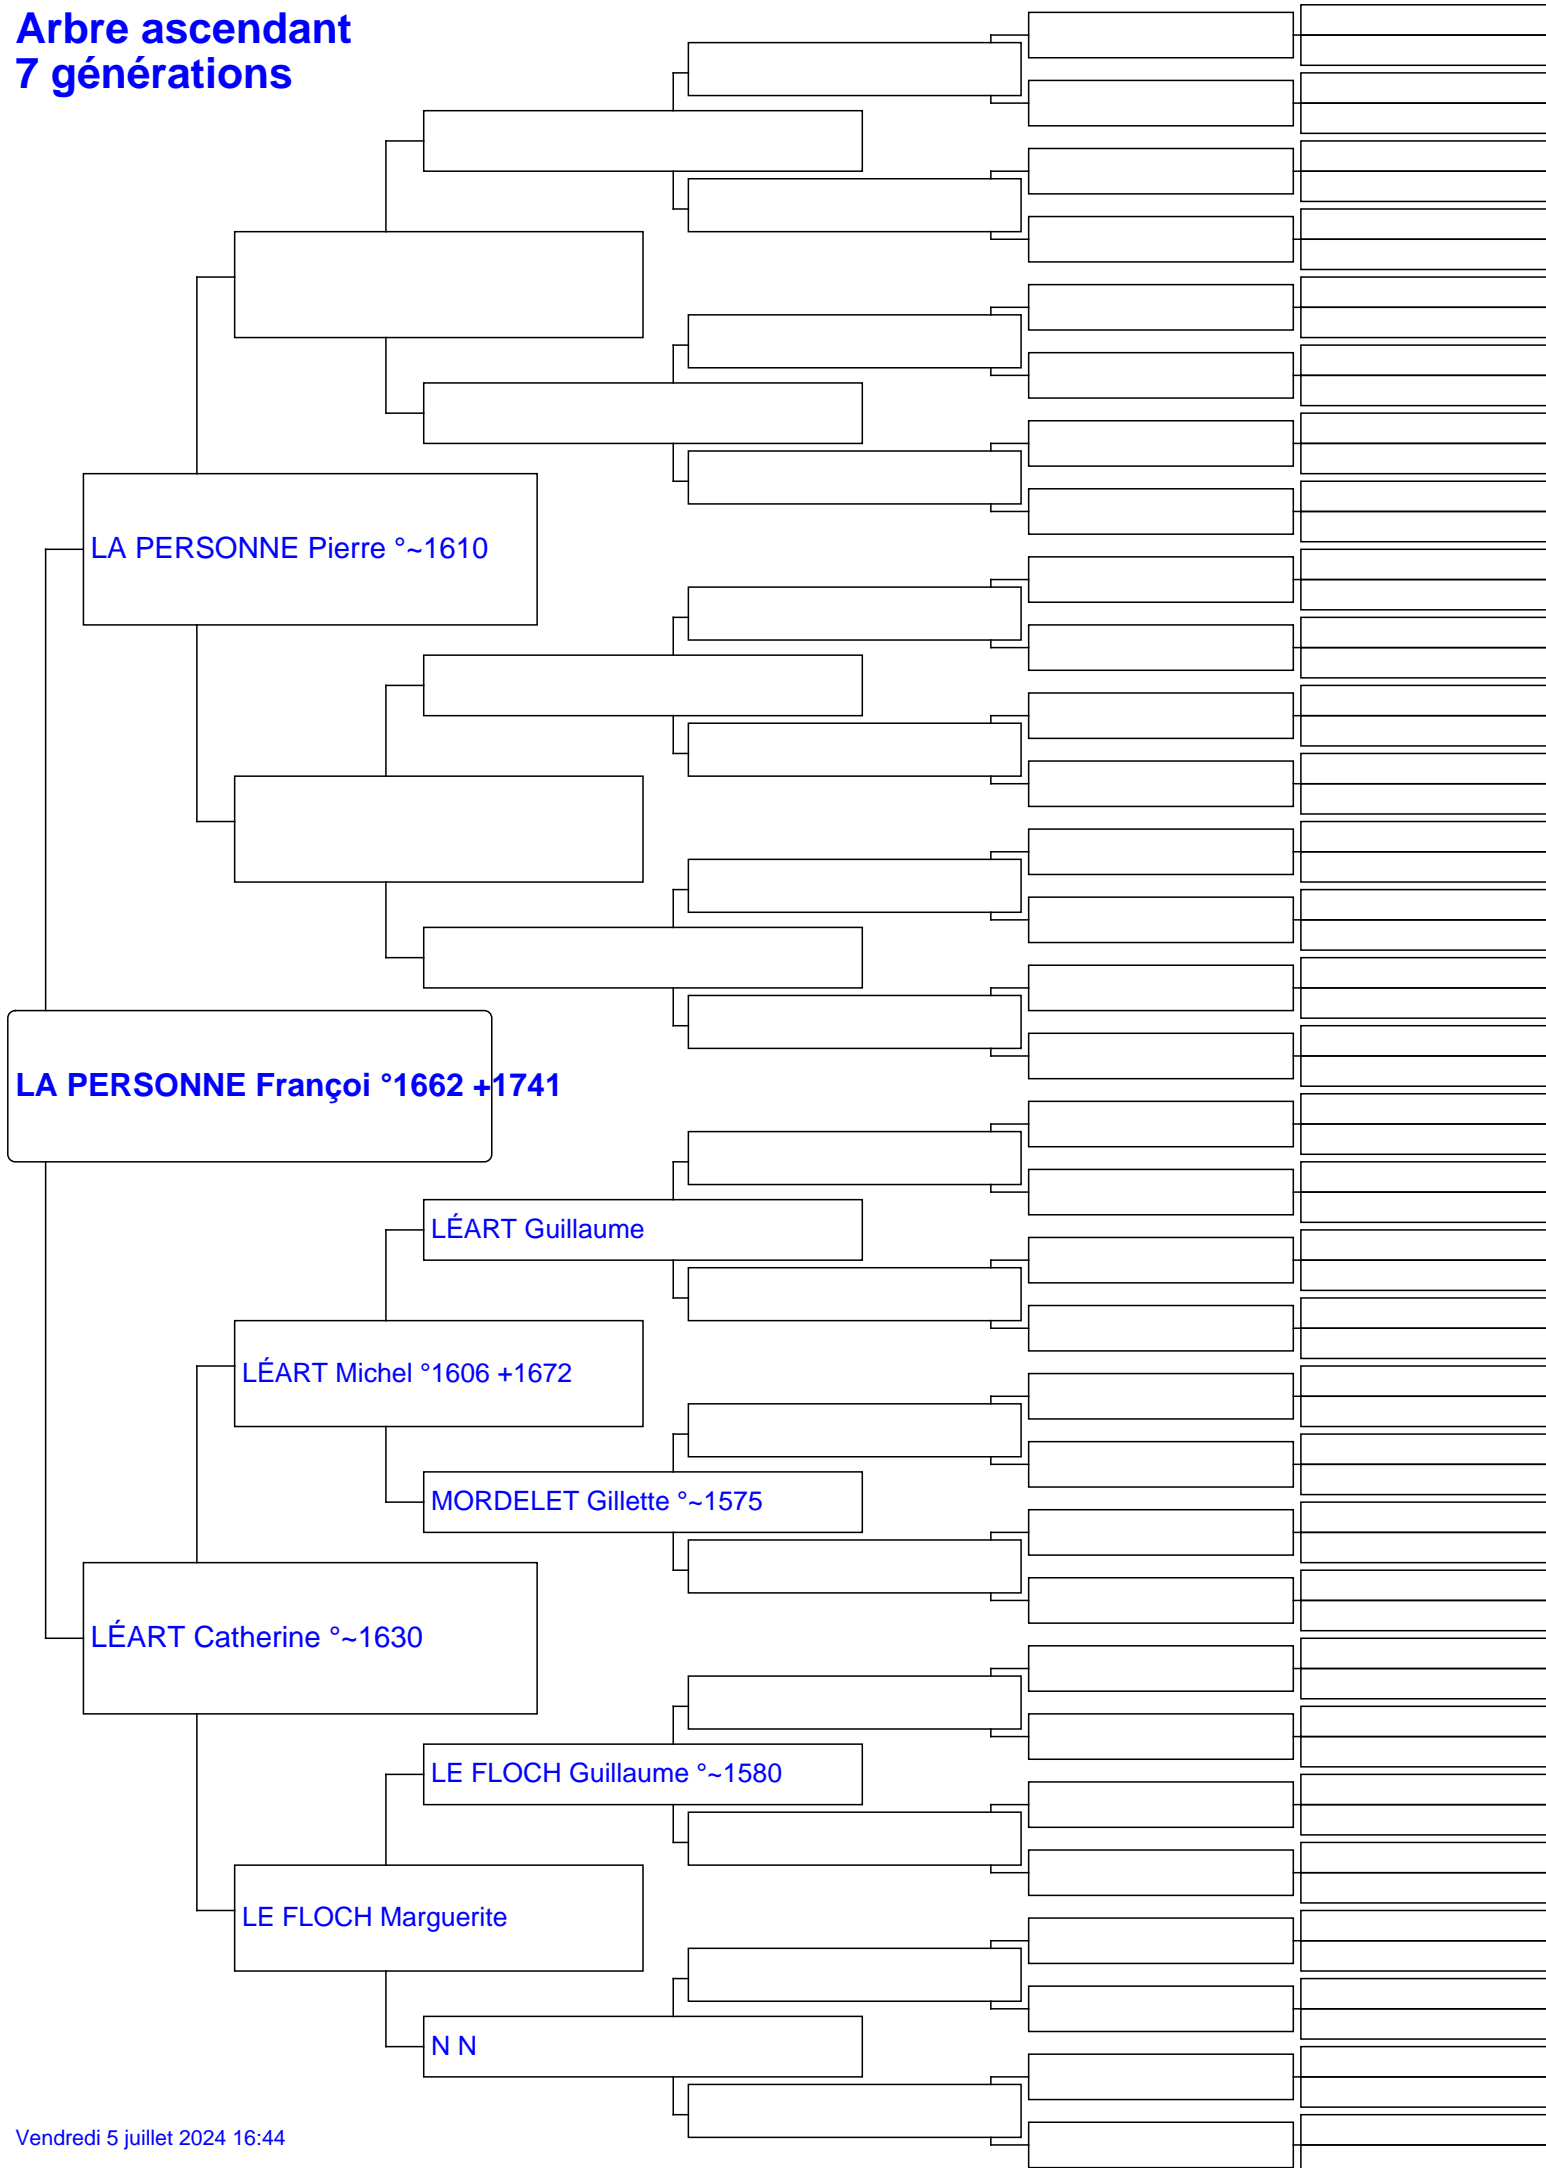 Arbre ascendant
7 générations
LA PERSONNE Pierre °~1610
LA PERSONNE Françoi °1662 +1741
LÉART Guillaume
LÉART Michel °1606 +1672
MORDELET Gillette °~1575
LÉART Catherine °~1630
LE FLOCH Guillaume °~1580
LE FLOCH Marguerite
N N
Vendredi 5 juillet 2024 16:44